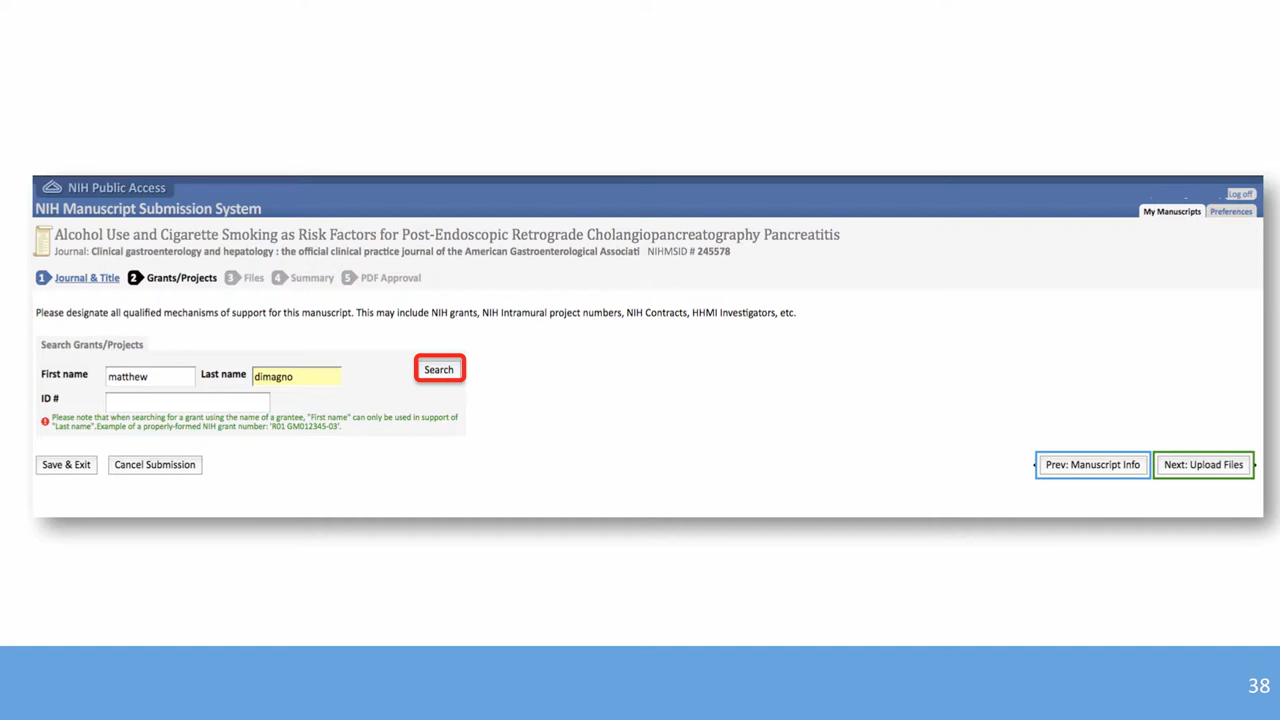 NIH Public Access
Log off
NIH Manuscript Submission System
My Manuscripts Preferences
Alcohol Use and Cigarette Smoking as Risk Factors for Post-Endoscopic Retrograde Cholangiopancreatography Pancreatitis
Journal: Clinical gastroenterology and hepatology : the official clinical practice journal of the American Gastroenterological Associati NIHMSID # 245578
1 Journal & Title 2 Grants/Projects 3 Files 4 Summary 5 PDF Approval
Please designate all qualified mechanisms of support for this manuscript. This may include NIH grants, NIH Intramural project numbers, NIH Contracts, HHMI Investigators, etc.
Search Grants/Projects
First name matthew Last name dimagno Search
ID #
Please note that when searching for a grant using the name of a grantee, "First name" can only be used in support of
"Last name".Example of a properly-formed NIH grant number: 'R01 GM012345-03'.
Save & Exit Cancel Submission Prev: Manuscript Info Next: Upload Files
38